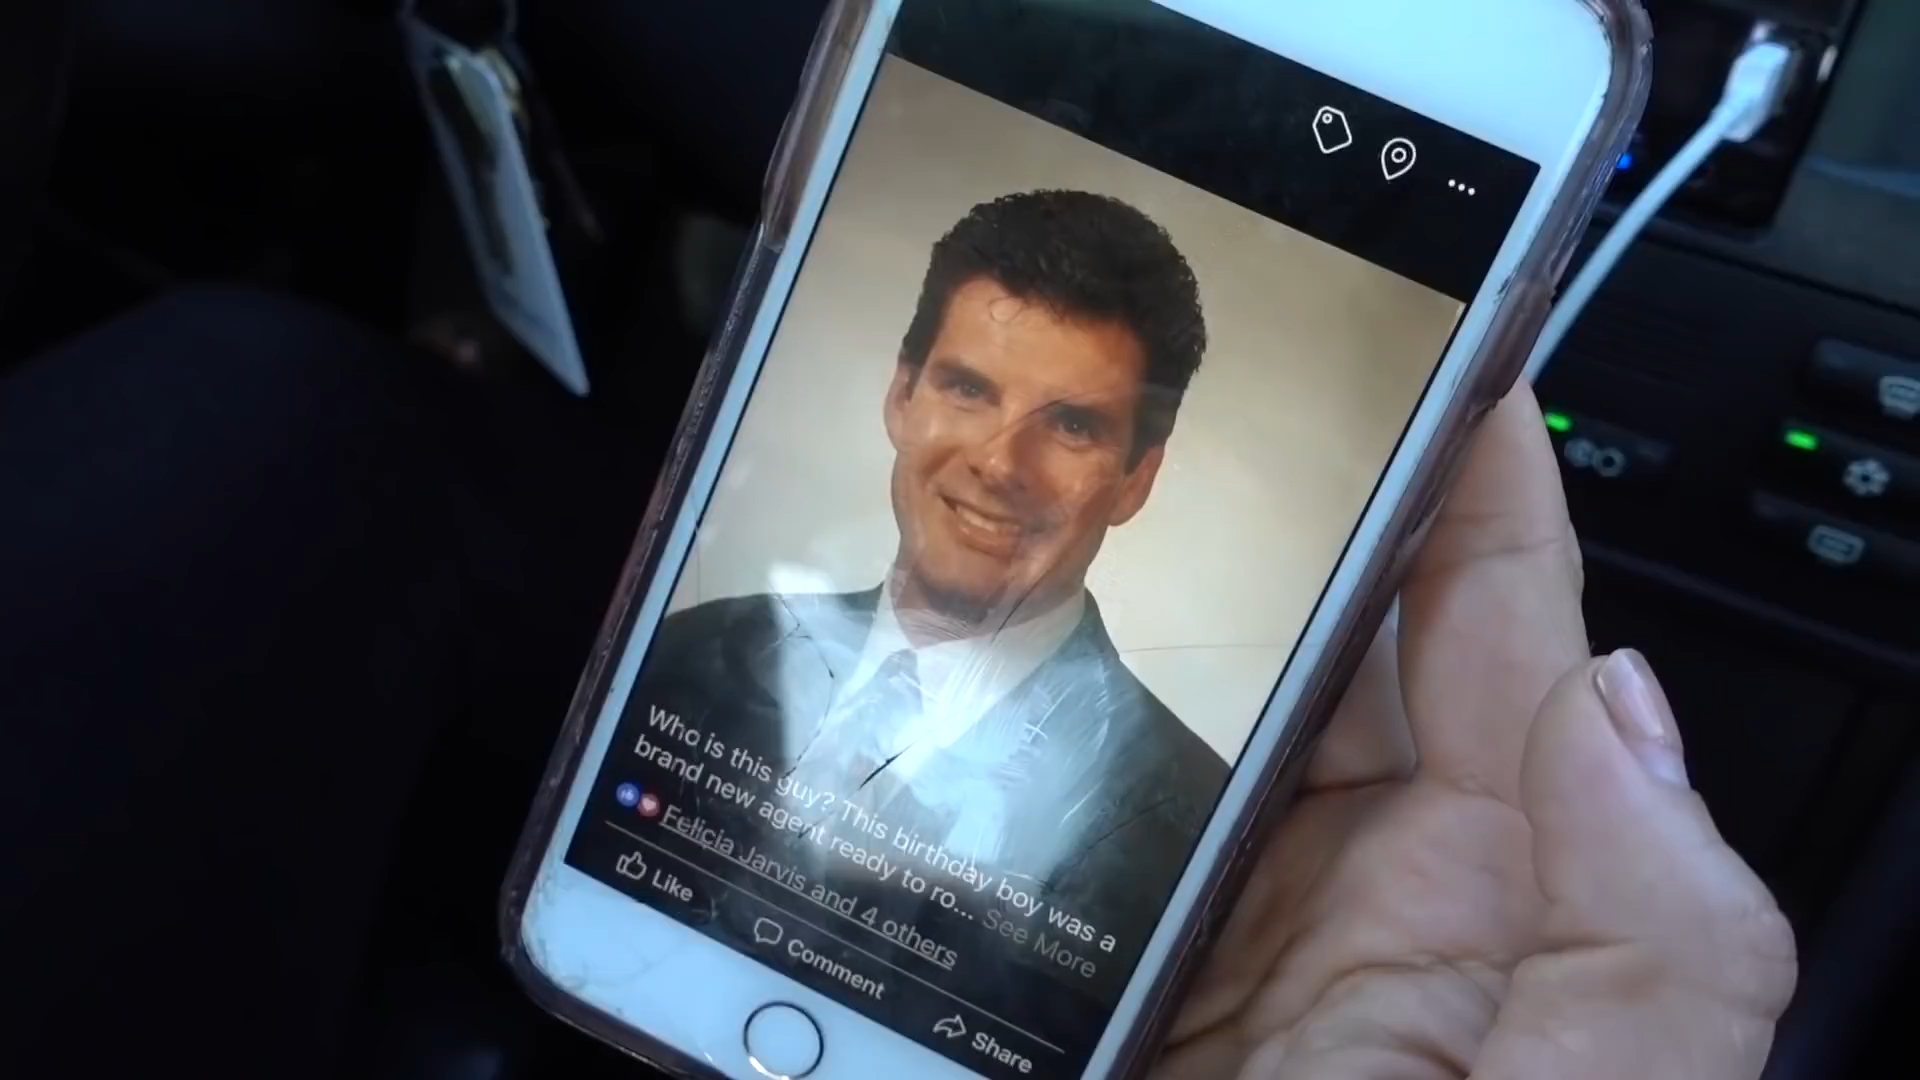 Who is this guy? This birthday boy was a
brand new agent ready to ro... See More
Felicia Jarvis and 4 others
Like
Comment
Share